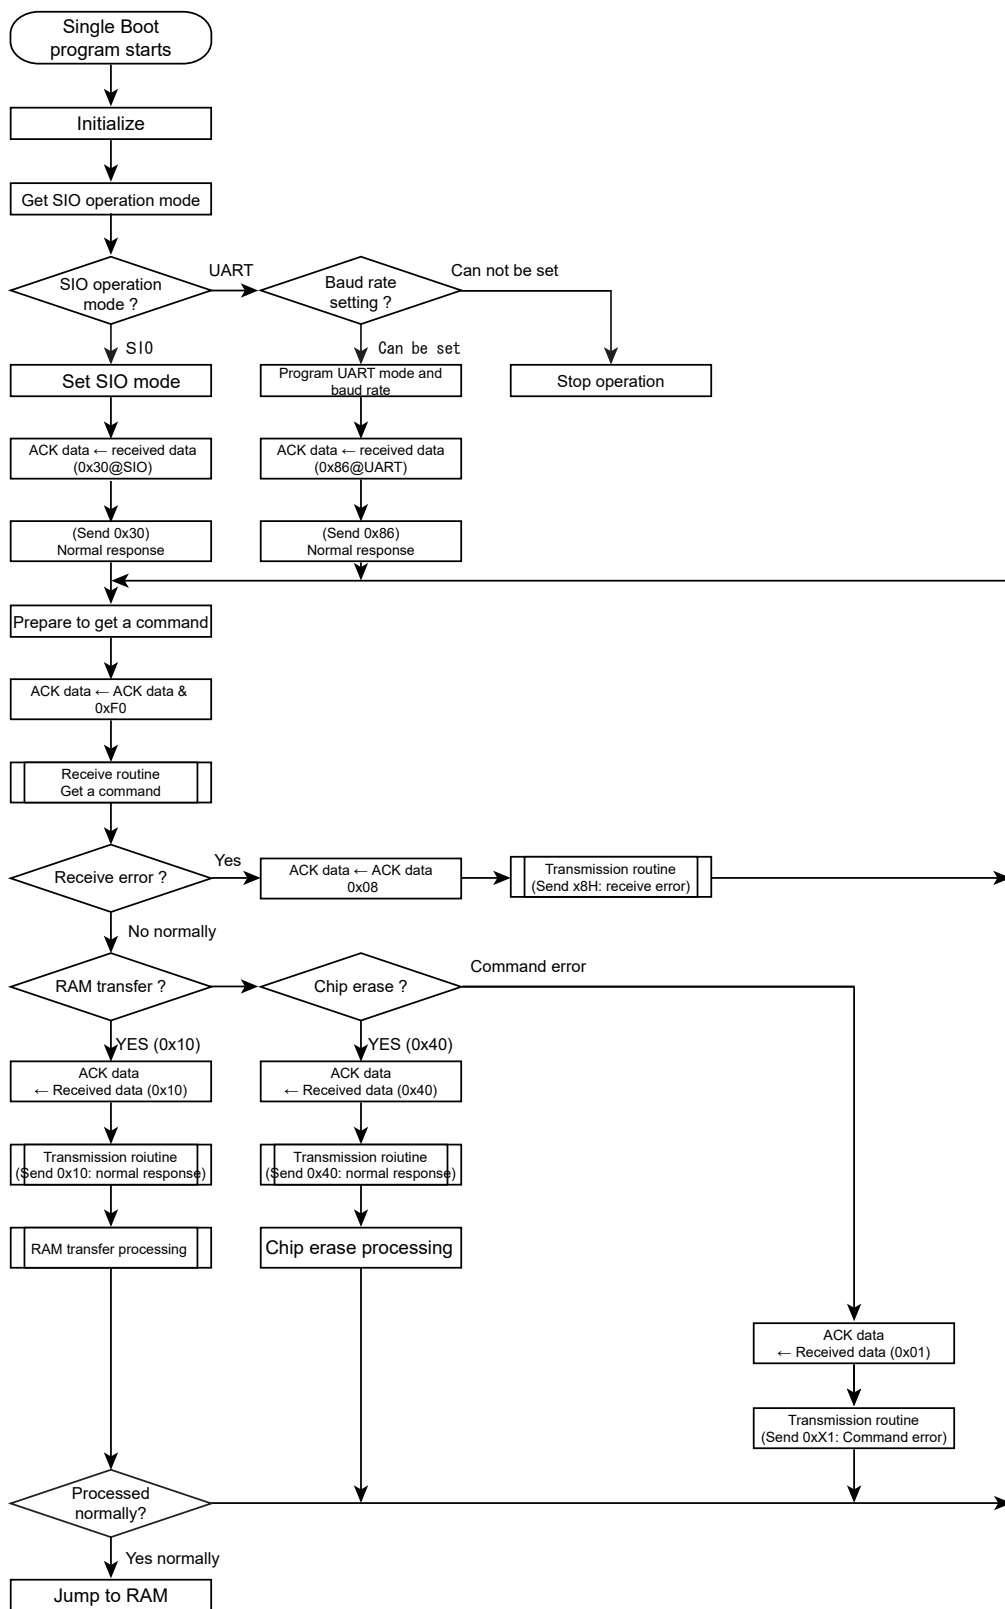 Single Boot
program starts
Initialize
Get SIO operation mode
SIO operation
mode ?
UART
Baud rate
setting ?
Can not be set
SIO
Can be set
Set SIO mode
Program UART mode and
baud rate
Stop operation
ACK data ← received data
(0x30@SIO)
ACK data ← received data
(0x86@UART)
(Send 0x30)
Normal response
(Send 0x86)
Normal response
Prepare to get a command
ACK data ← ACK data &
0xF0
Receive routine
Get a command
Receive error ?
Yes
ACK data ← ACK data
0x08
Transmission routine
(Send x8H: receive error)
No normally
RAM transfer ?
Chip erase ?
Command error
YES (0x10)
YES (0x40)
ACK data
← Received data (0x10)
ACK data
← Received data (0x40)
Transmission roiutine
(Send 0x10: normal response)
Transmission roiutine
(Send 0x40: normal response)
RAM transfer processing
Chip erase processing
ACK data
← Received data (0x01)
Transmission routine
(Send 0xX1: Command error)
Processed
normally?
Yes normally
Jump to RAM